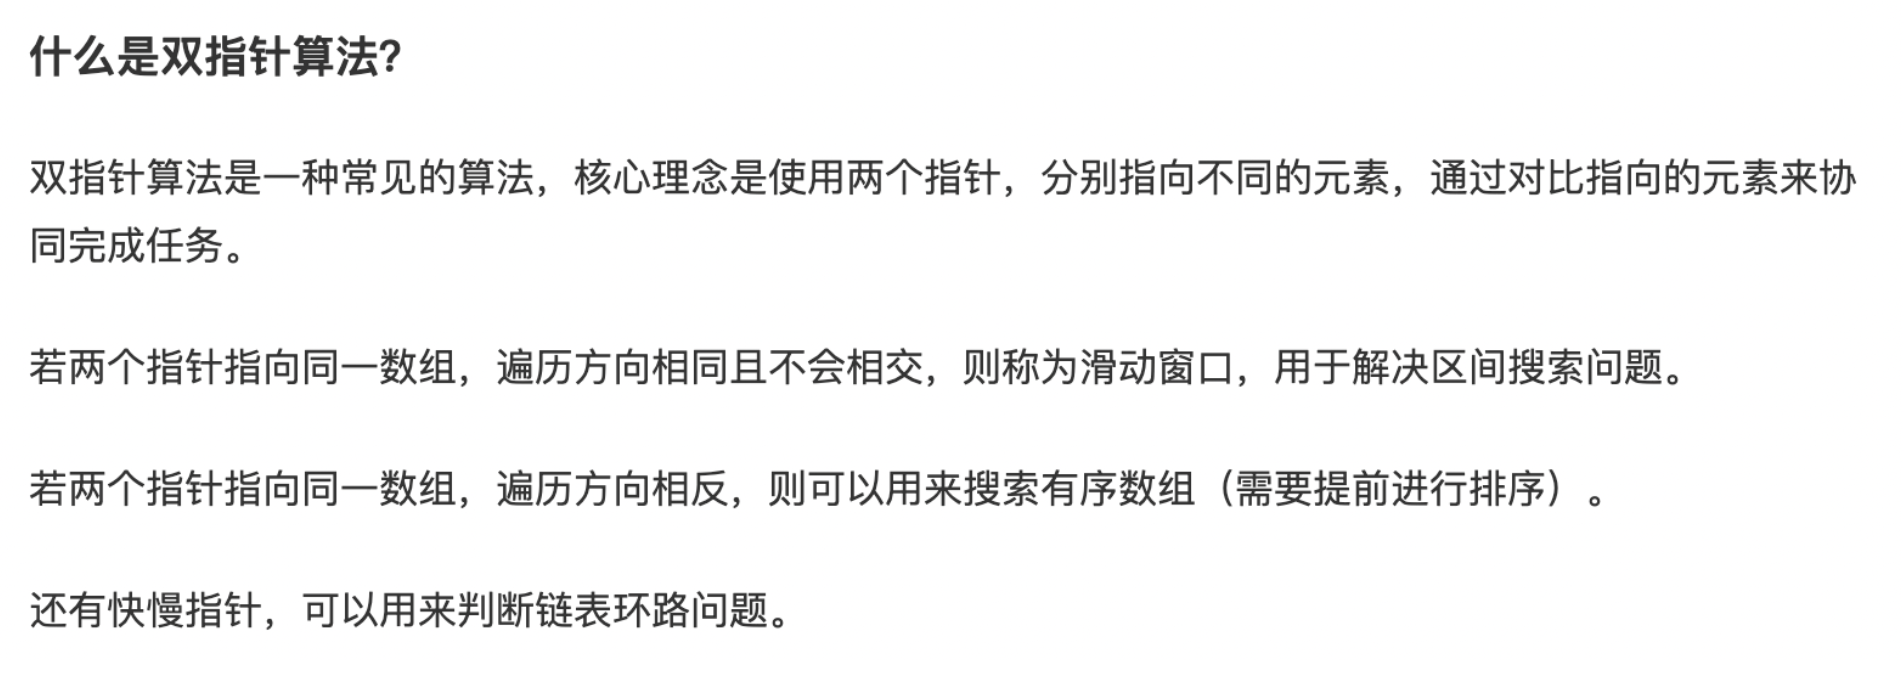 什么是双指针算法？
双指针算法是一种常见的算法，核心理念是使用两个指针，分别指向不同的元素，通过对比指向的元素来协
同完成任务。
若两个指针指向同一数组，遍历方向相同且不会相交，则称为滑动窗口，用于解决区间搜索问题。
若两个指针指向同一数组，遍历方向相反，则可以用来搜索有序数组（需要提前进行排序）。
还有快慢指针，可以用来判断链表环路问题。